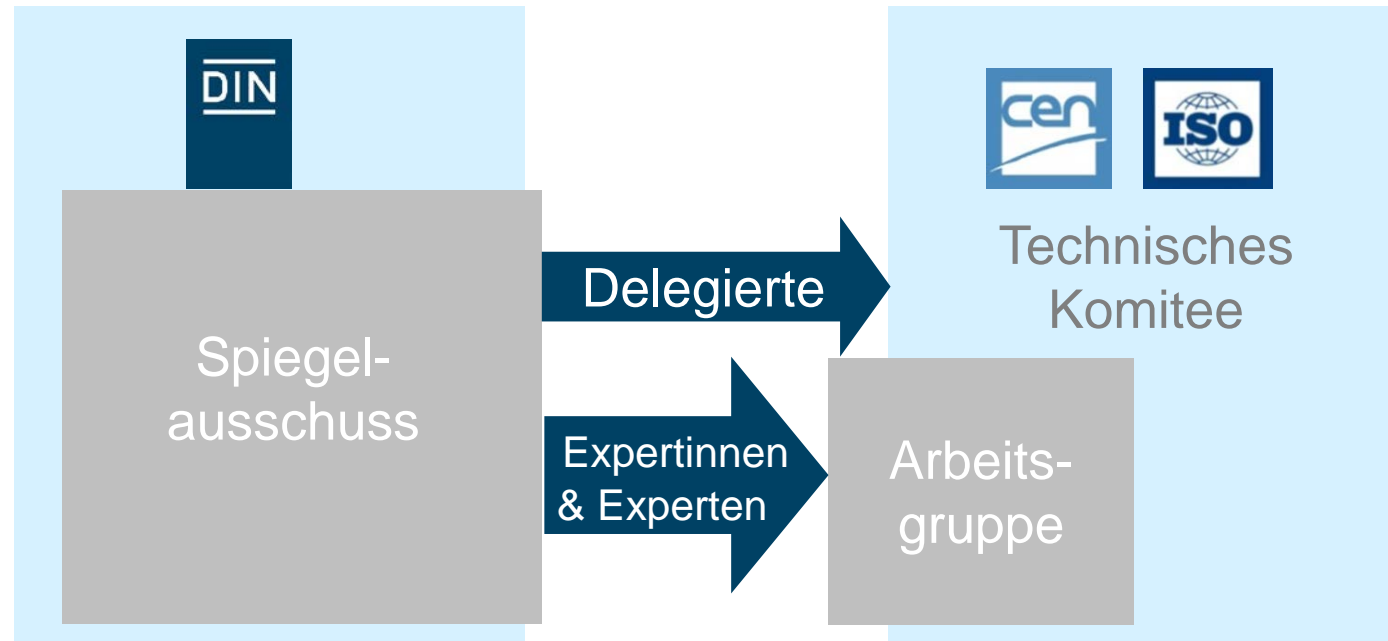 DIN
Spiegel-
ausschuss
Delegierte
Expertinnen
& Experten
cen
ISO
Technisches
Komitee
Arbeits-
gruppe